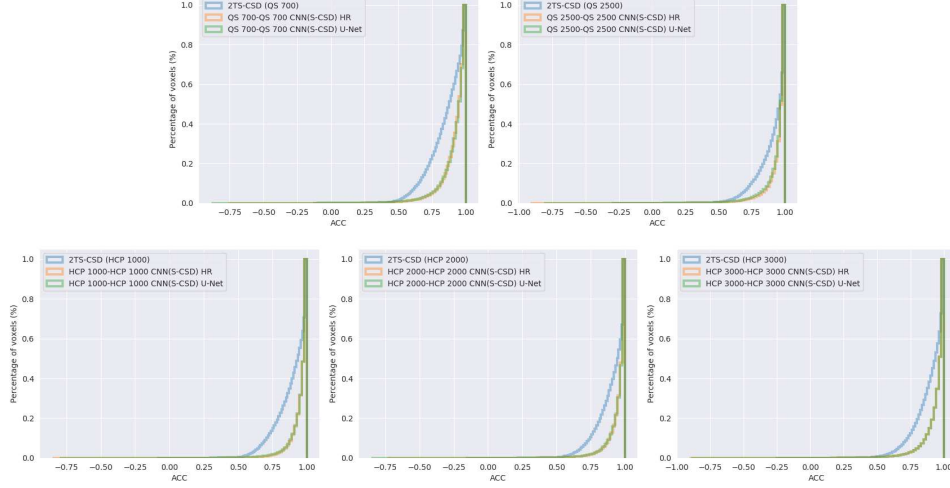 2TS-CSD (QS 700)
QS 700-QS 700 CNN(S-CSD) HR
QS 700-QS 700 CNN(S-CSD) U-Net
Percentage of voxels (%)
1.0
0.8
0.6
0.4
0.2
0.0
−0.75 −0.50 −0.25 0.00 0.25 0.50 0.75 1.00
ACC
2TS-CSD (QS 2500)
QS 2500-QS 2500 CNN(S-CSD) HR
QS 2500-QS 2500 CNN(S-CSD) U-Net
Percentage of voxels (%)
1.0
0.8
0.6
0.4
0.2
0.0
−1.00 −0.75 −0.50 −0.25 0.00 0.25 0.50 0.75 1.00
ACC
2TS-CSD (HCP 1000)
HCP 1000-HCP 1000 CNN(S-CSD) HR
HCP 1000-HCP 1000 CNN(S-CSD) U-Net
Percentage of voxels (%)
1.0
0.8
0.6
0.4
0.2
0.0
−0.75 −0.50 −0.25 0.00 0.25 0.50 0.75 1.00
ACC
2TS-CSD (HCP 2000)
HCP 2000-HCP 2000 CNN(S-CSD) HR
HCP 2000-HCP 2000 CNN(S-CSD) U-Net
Percentage of voxels (%)
1.0
0.8
0.6
0.4
0.2
0.0
−0.75 −0.50 −0.25 0.00 0.25 0.50 0.75 1.00
ACC
2TS-CSD (HCP 3000)
HCP 3000-HCP 3000 CNN(S-CSD) HR
HCP 3000-HCP 3000 CNN(S-CSD) U-Net
Percentage of voxels (%)
1.0
0.8
0.6
0.4
0.2
0.0
−1.00 −0.75 −0.50 −0.25 0.00 0.25 0.50 0.75 1.00
ACC